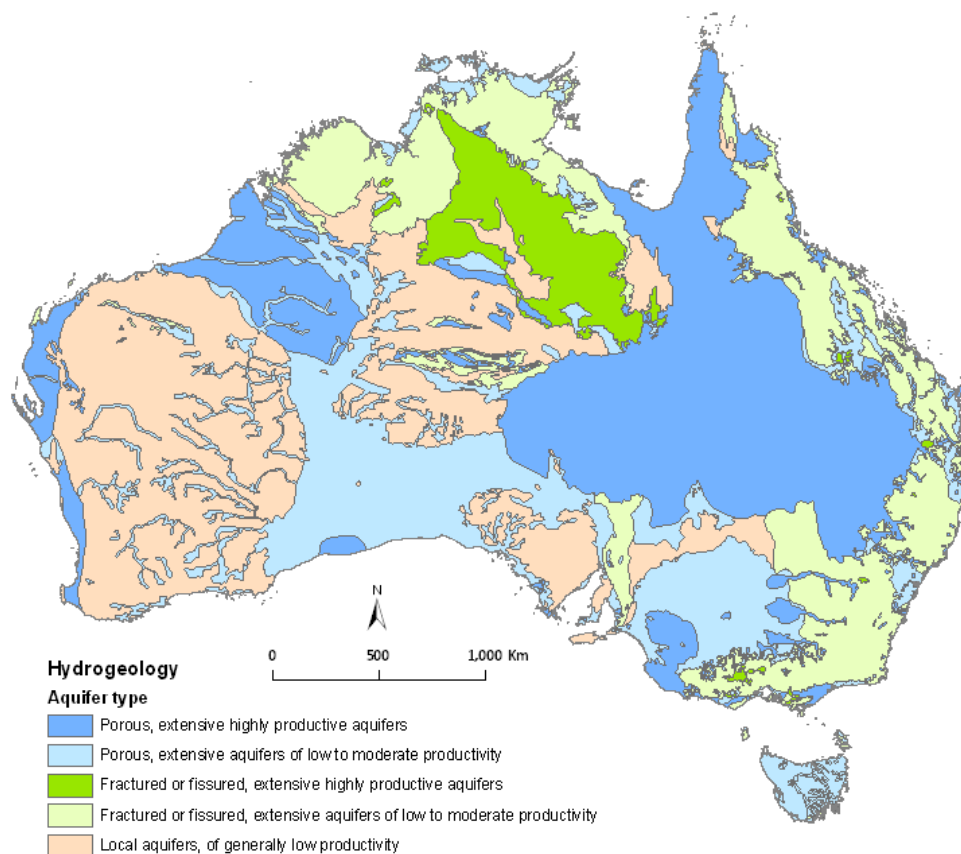 N
0 500 1,000 Km
Hydrogeology
Aquifer type
Porous, extensive highly productive aquifers
Porous, extensive aquifers of low to moderate productivity
Fractured or fissured, extensive highly productive aquifers
Fractured or fissured, extensive aquifers of low to moderate productivity
Local aquifers, of generally low productivity